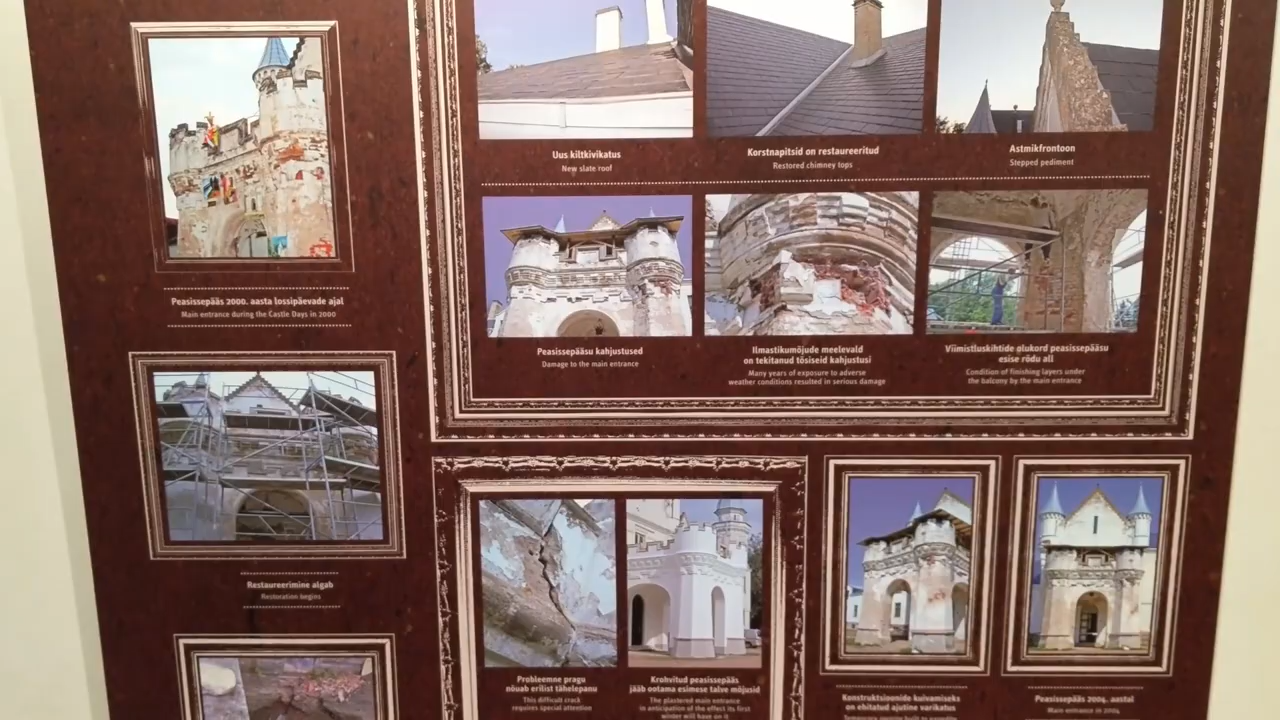 Uus kiltkivikatus
New slate roof
Korstnapitsid on restaureeritud
Restored chimney tops
Astmikfrontoon
Stepped pediment
Peasissepääs 2000. aasta lossipäevade ajal
Main entrance during the Castle Days in 2000
Peasissepääsu kahjustused
Damage to the main entrance
Ilmastikumõjude meelevald
on tekitanud tõsiseid kahjustusi
Many years of exposure to adverse
weather conditions resulted in serious damage
Viimistluskihtide olukord peasissepääsu
esise rõdu all
Condition of finishing layers under
the balcony by the main entrance
Restaureerimine algab
Restoration begins
Probleemne pragu
nõuab erilist tähelepanu
This difficult crack
requires special attention
Krohvitud peasissepääs
jääb ootama esimese talve mõjusid
The plastered main entrance
in anticipation of the effect its first
winter will have on it
Konstruktsioonide kuivamiseks
on ehitatud ajutine varikatus
Peasissepääs 2004. aastal
Main entrance in 2004